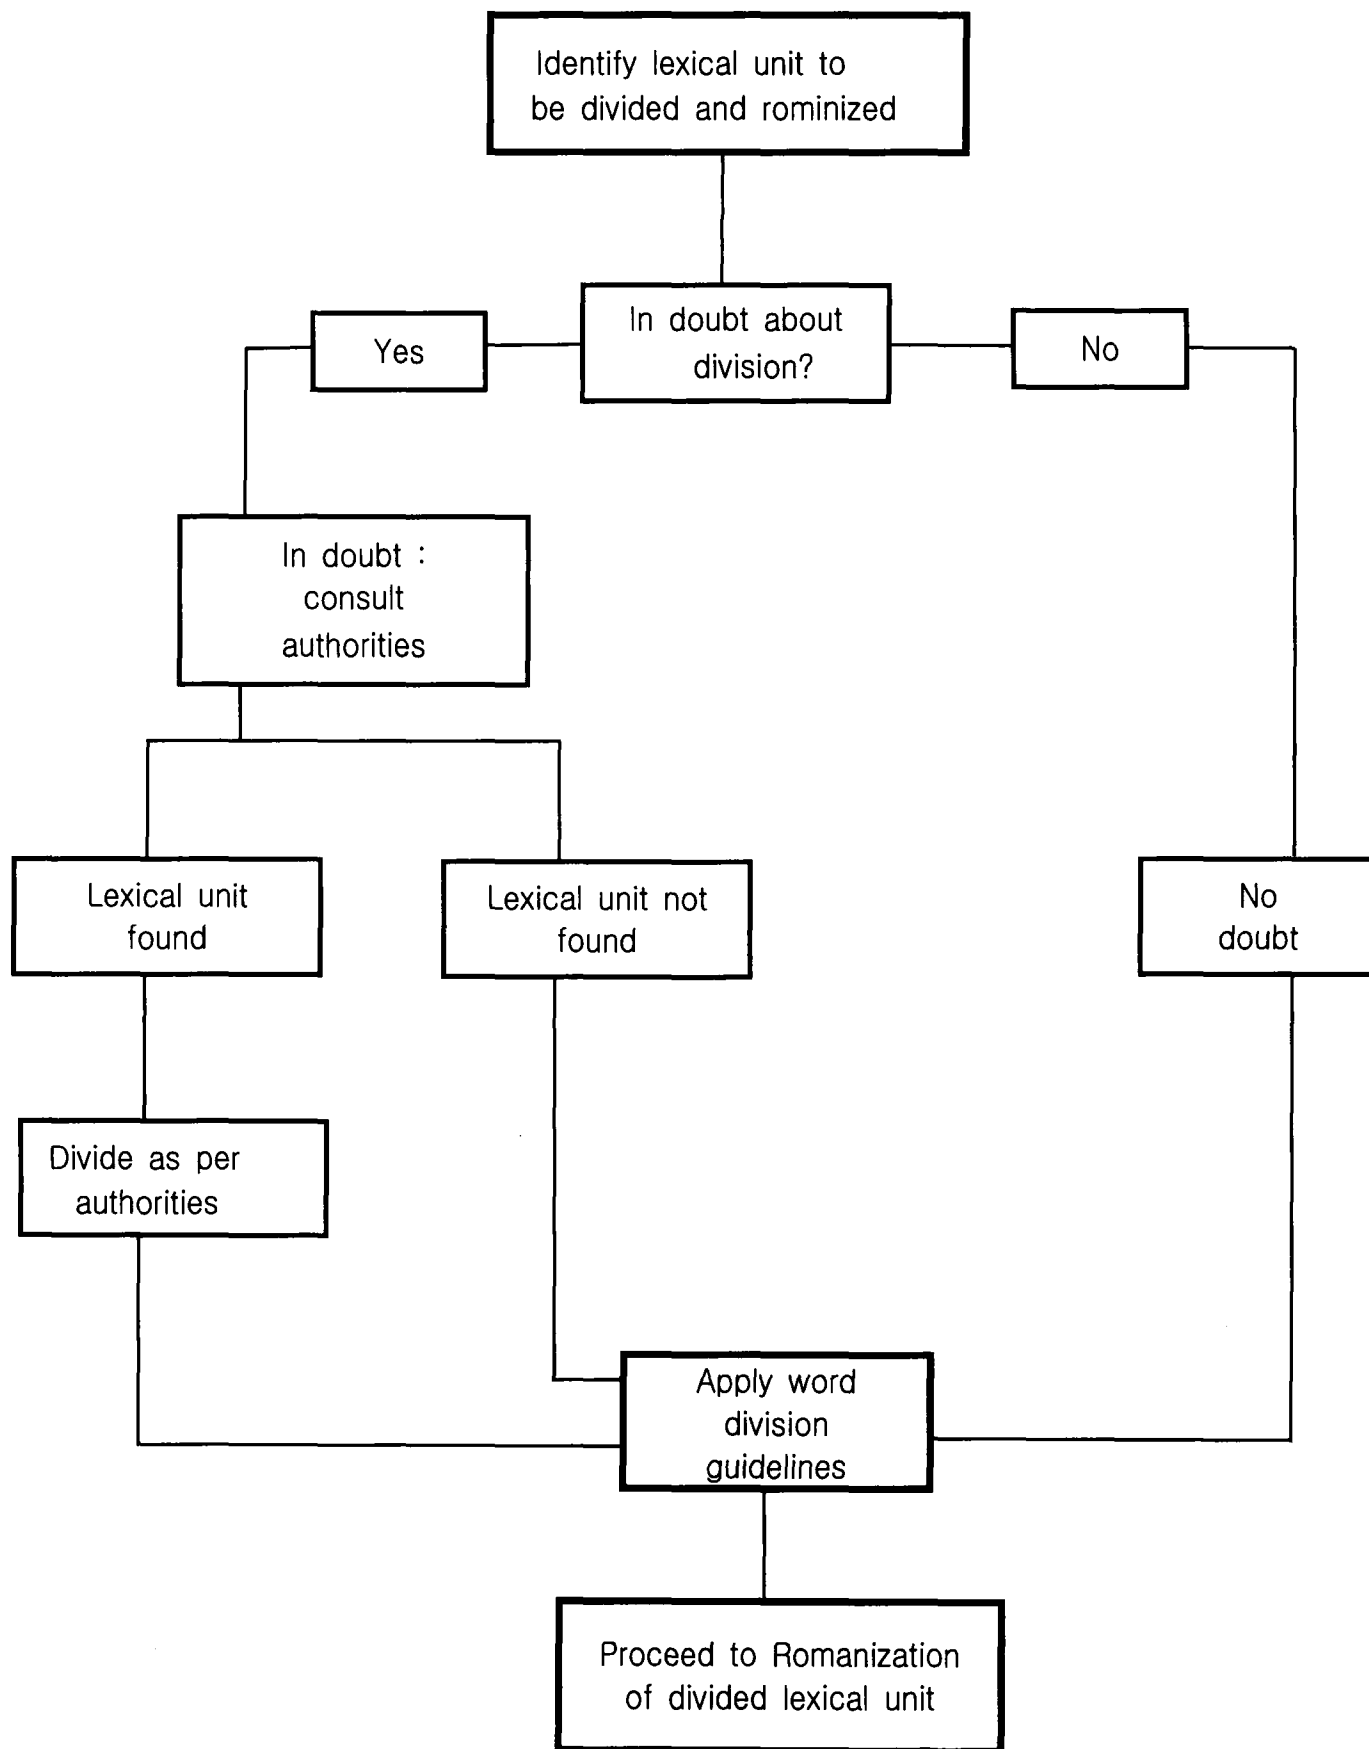 Identify lexical unit to
be divided and rominized
In doubt about
division?
Yes
No
In doubt :
consult
authorities
Lexical unit
found
Lexical unit not
found
No
doubt
Divide as per
authorities
Apply word
division
guidelines
Proceed to Romanization
of divided lexical unit